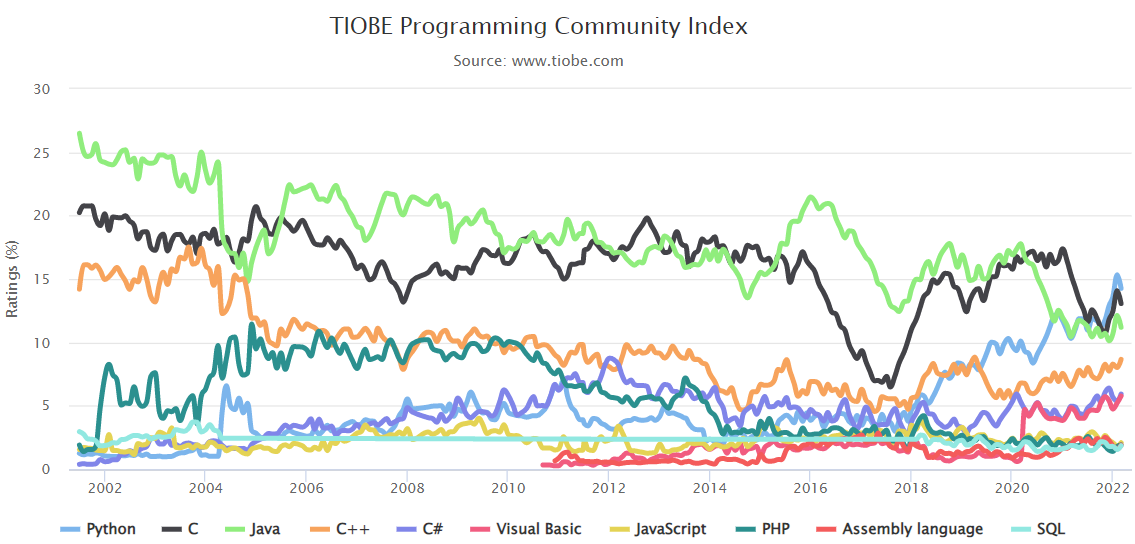 TIOBE Programming Community Index
Source: www.tiobe.com
Ratings (%)
30
25
20
15
10
5
0
2002 2004 2006 2008 2010 2012 2014 2016 2018 2020 2022
Python C Java C++ C# Visual Basic JavaScript PHP Assembly language SQL